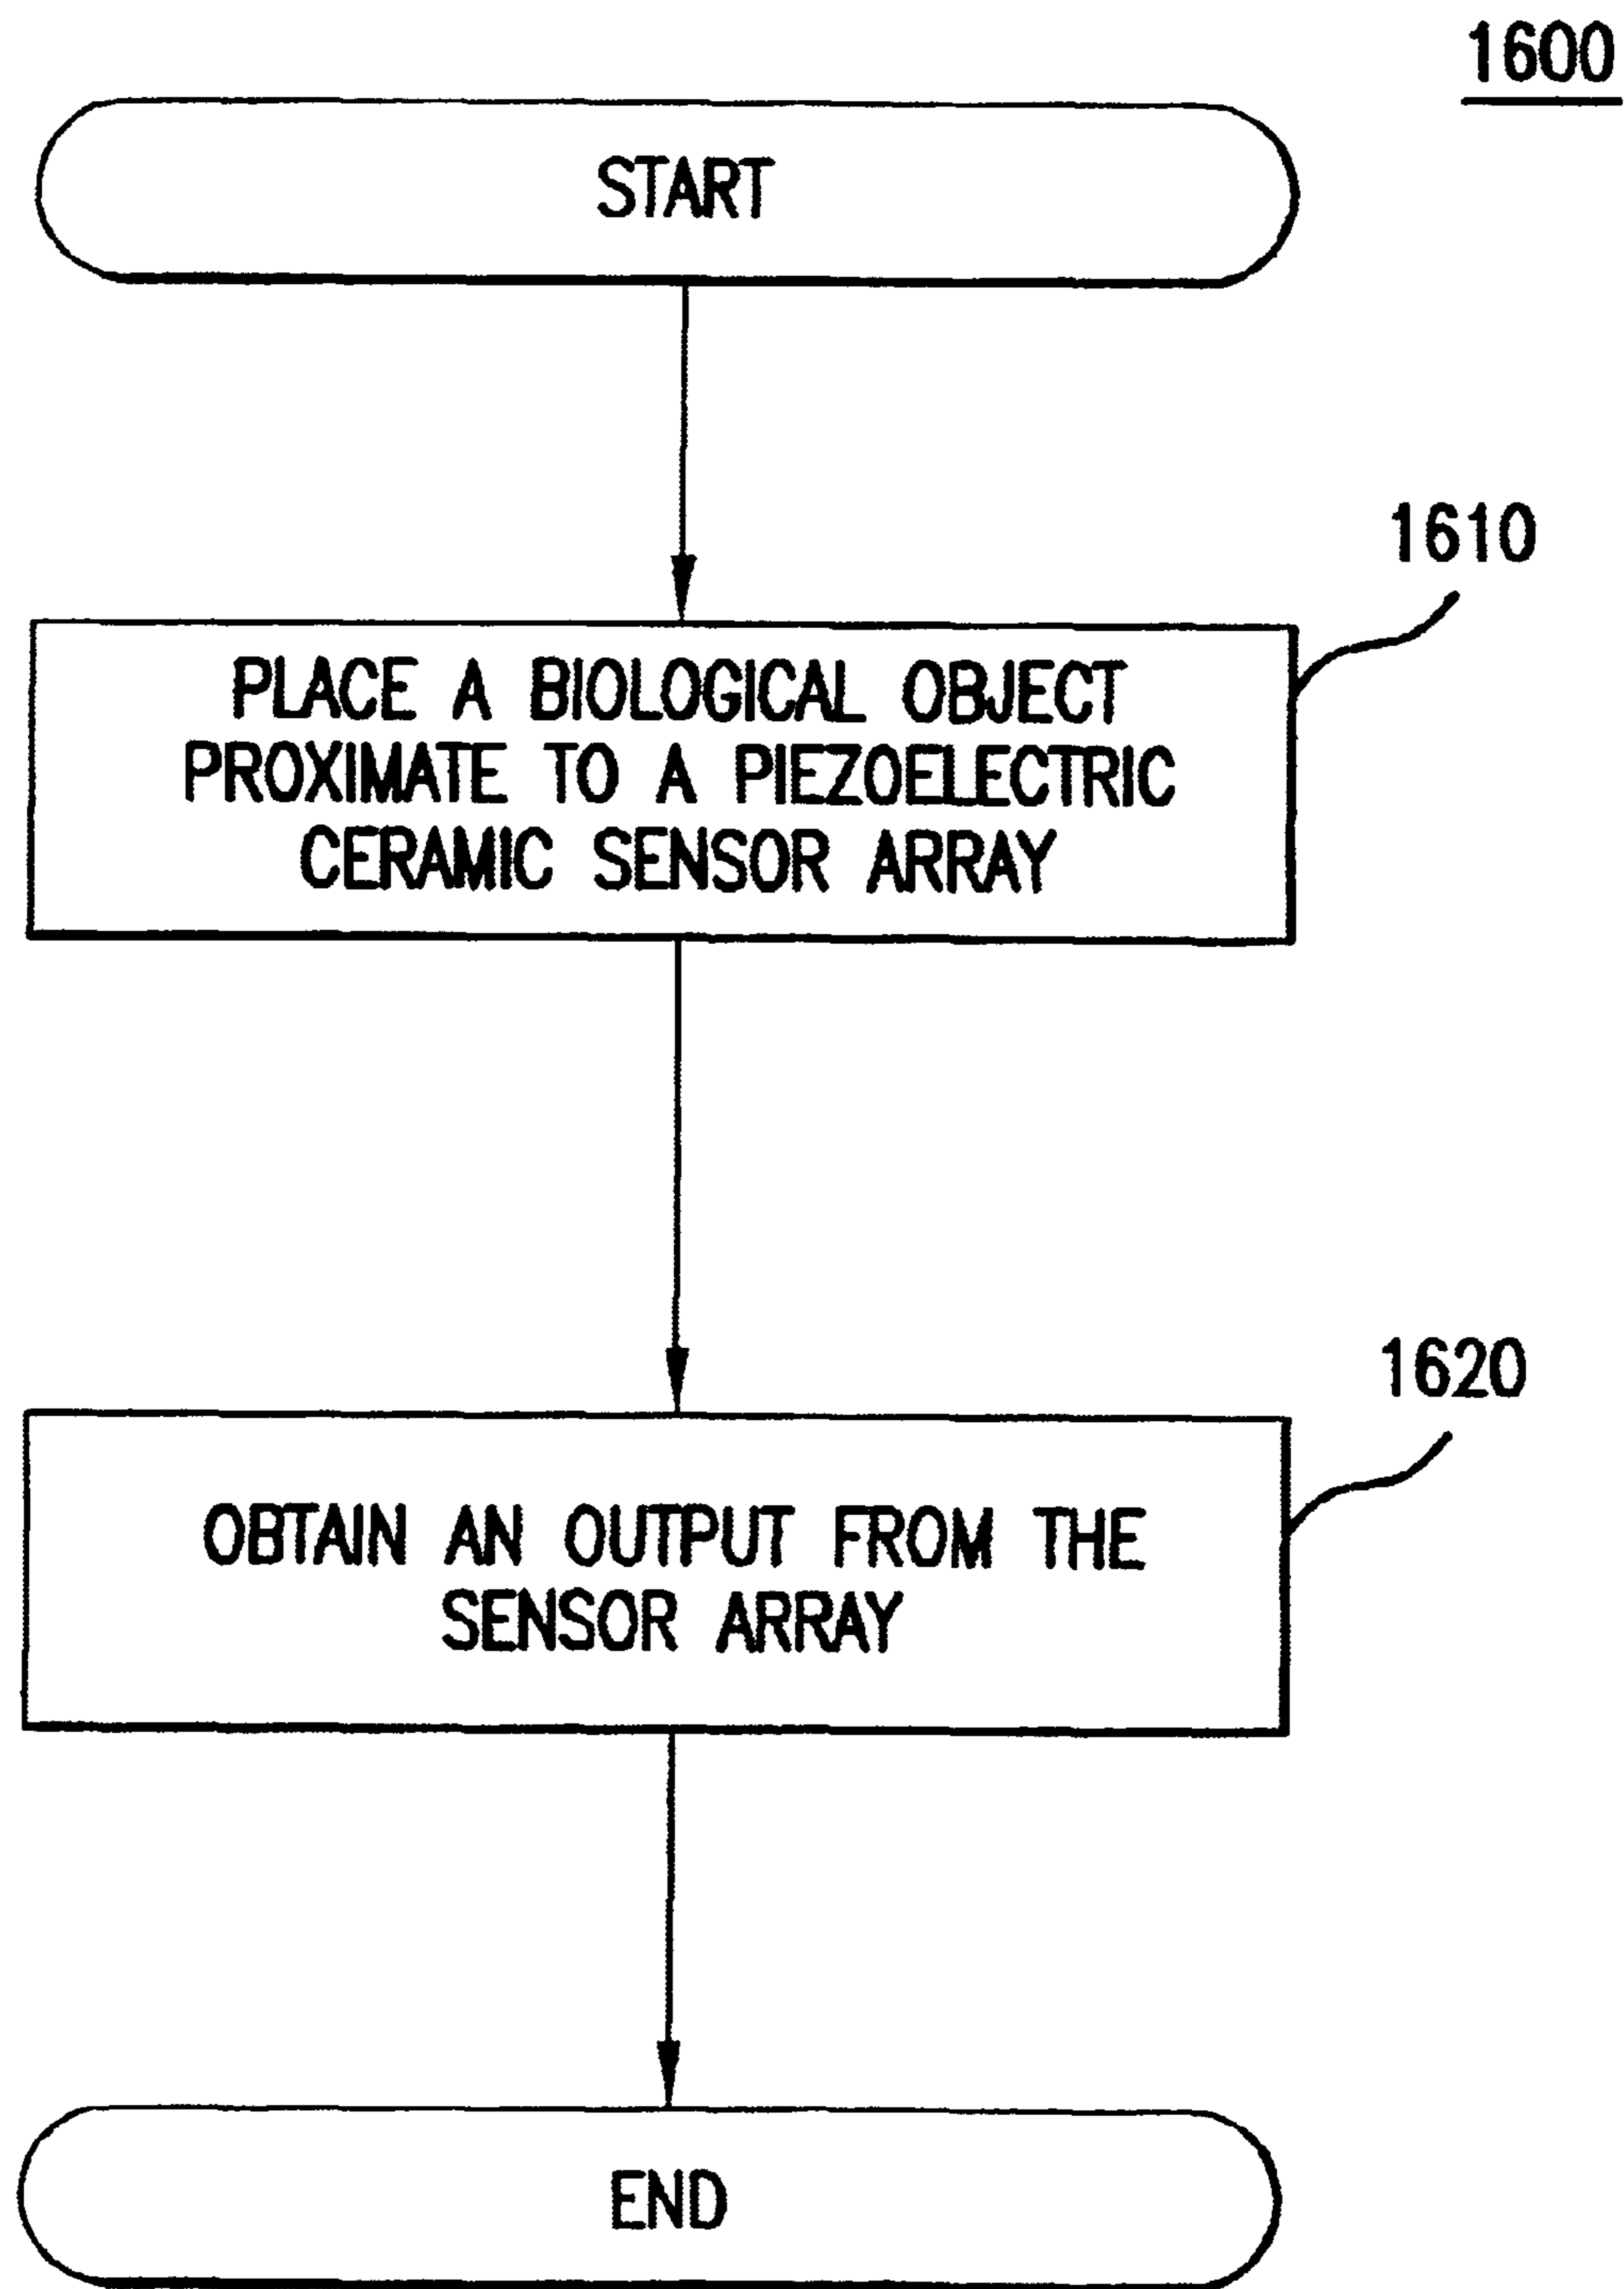 1600
START
1610
PLACE A BIOLOGICAL OBJECT
PROXIMATE TO A PIEZOELECTRIC
CERAMIC SENSOR ARRAY
1620
OBTAIN AN OUTPUT FROM THE
SENSOR ARRAY
END